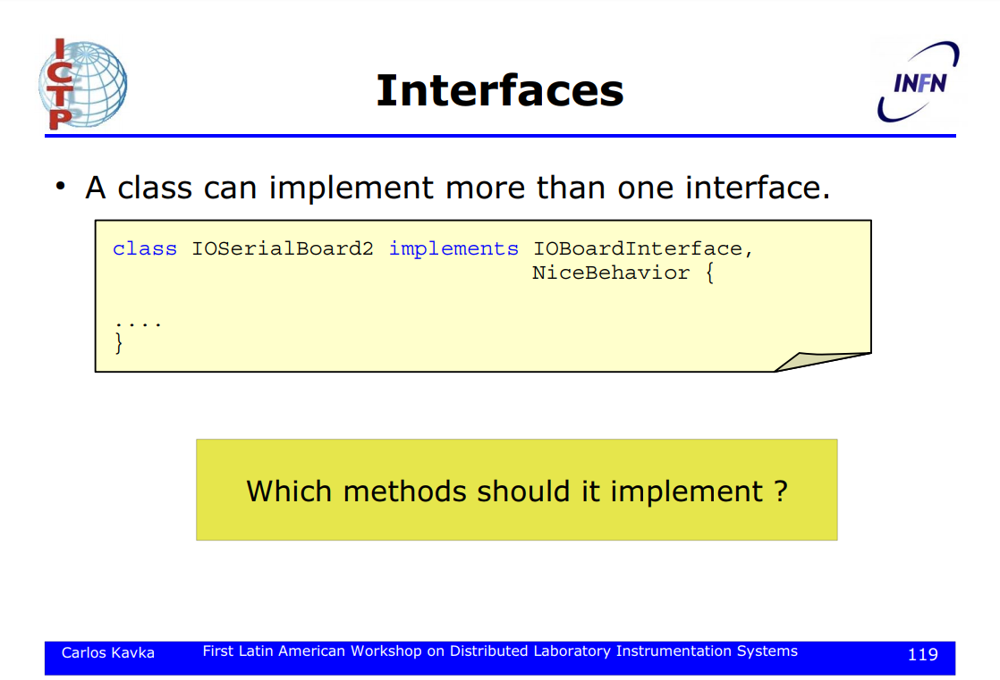 ICTP
INFN
Interfaces
• A class can implement more than one interface.
class IOSerialBoard2 implements IOBoardInterface,
NiceBehavior {
....
}
Which methods should it implement ?
Carlos Kavka First Latin American Workshop on Distributed Laboratory Instrumentation Systems 119